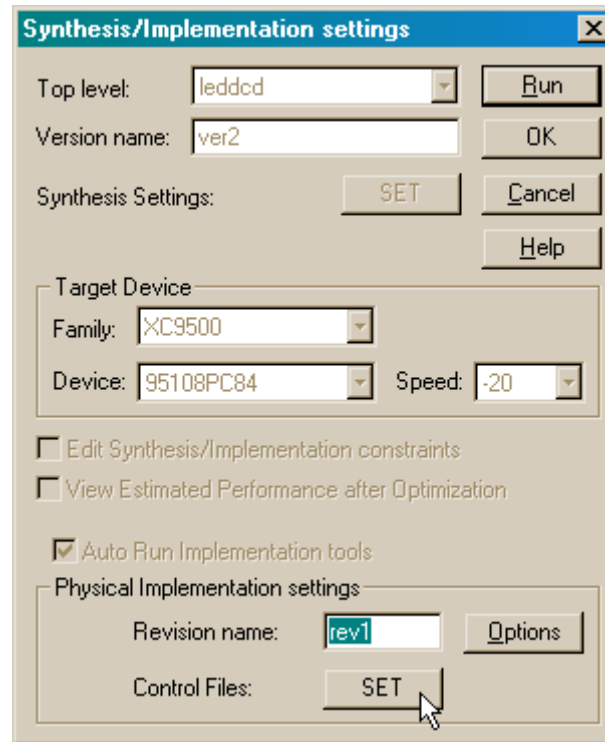 Synthesis/Implementation settings
Top level: leddcd Run
Version name: ver2 OK
Synthesis Settings: SET Cancel
Help
Target Device
Family: XC9500
Device: 95108PC84 Speed: -20
Edit Synthesis/Implementation constraints
View Estimated Performance after Optimization
Auto Run Implementation tools
Physical Implementation settings
Revision name: rev1 Options
Control Files: SET